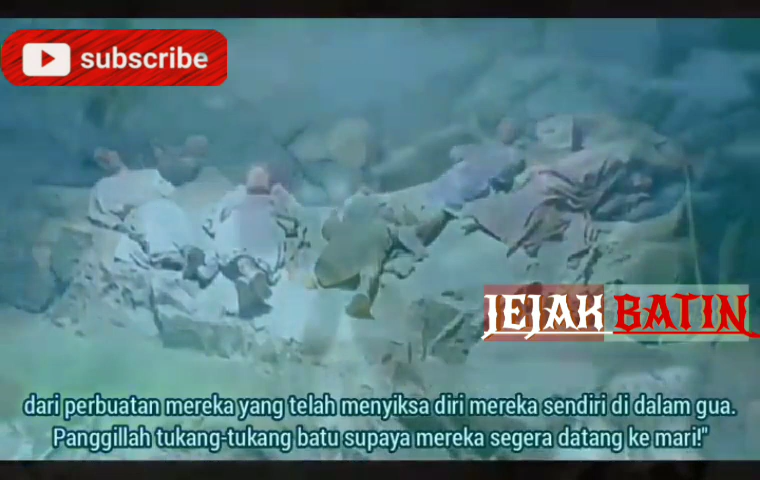 subscribe
JEJAK BATIN
dari perbuatan mereka yang telah menyiksa diri mereka sendiri di dalam gua.
Panggillah tukang-tukang batu supaya mereka segera datang ke mari!"